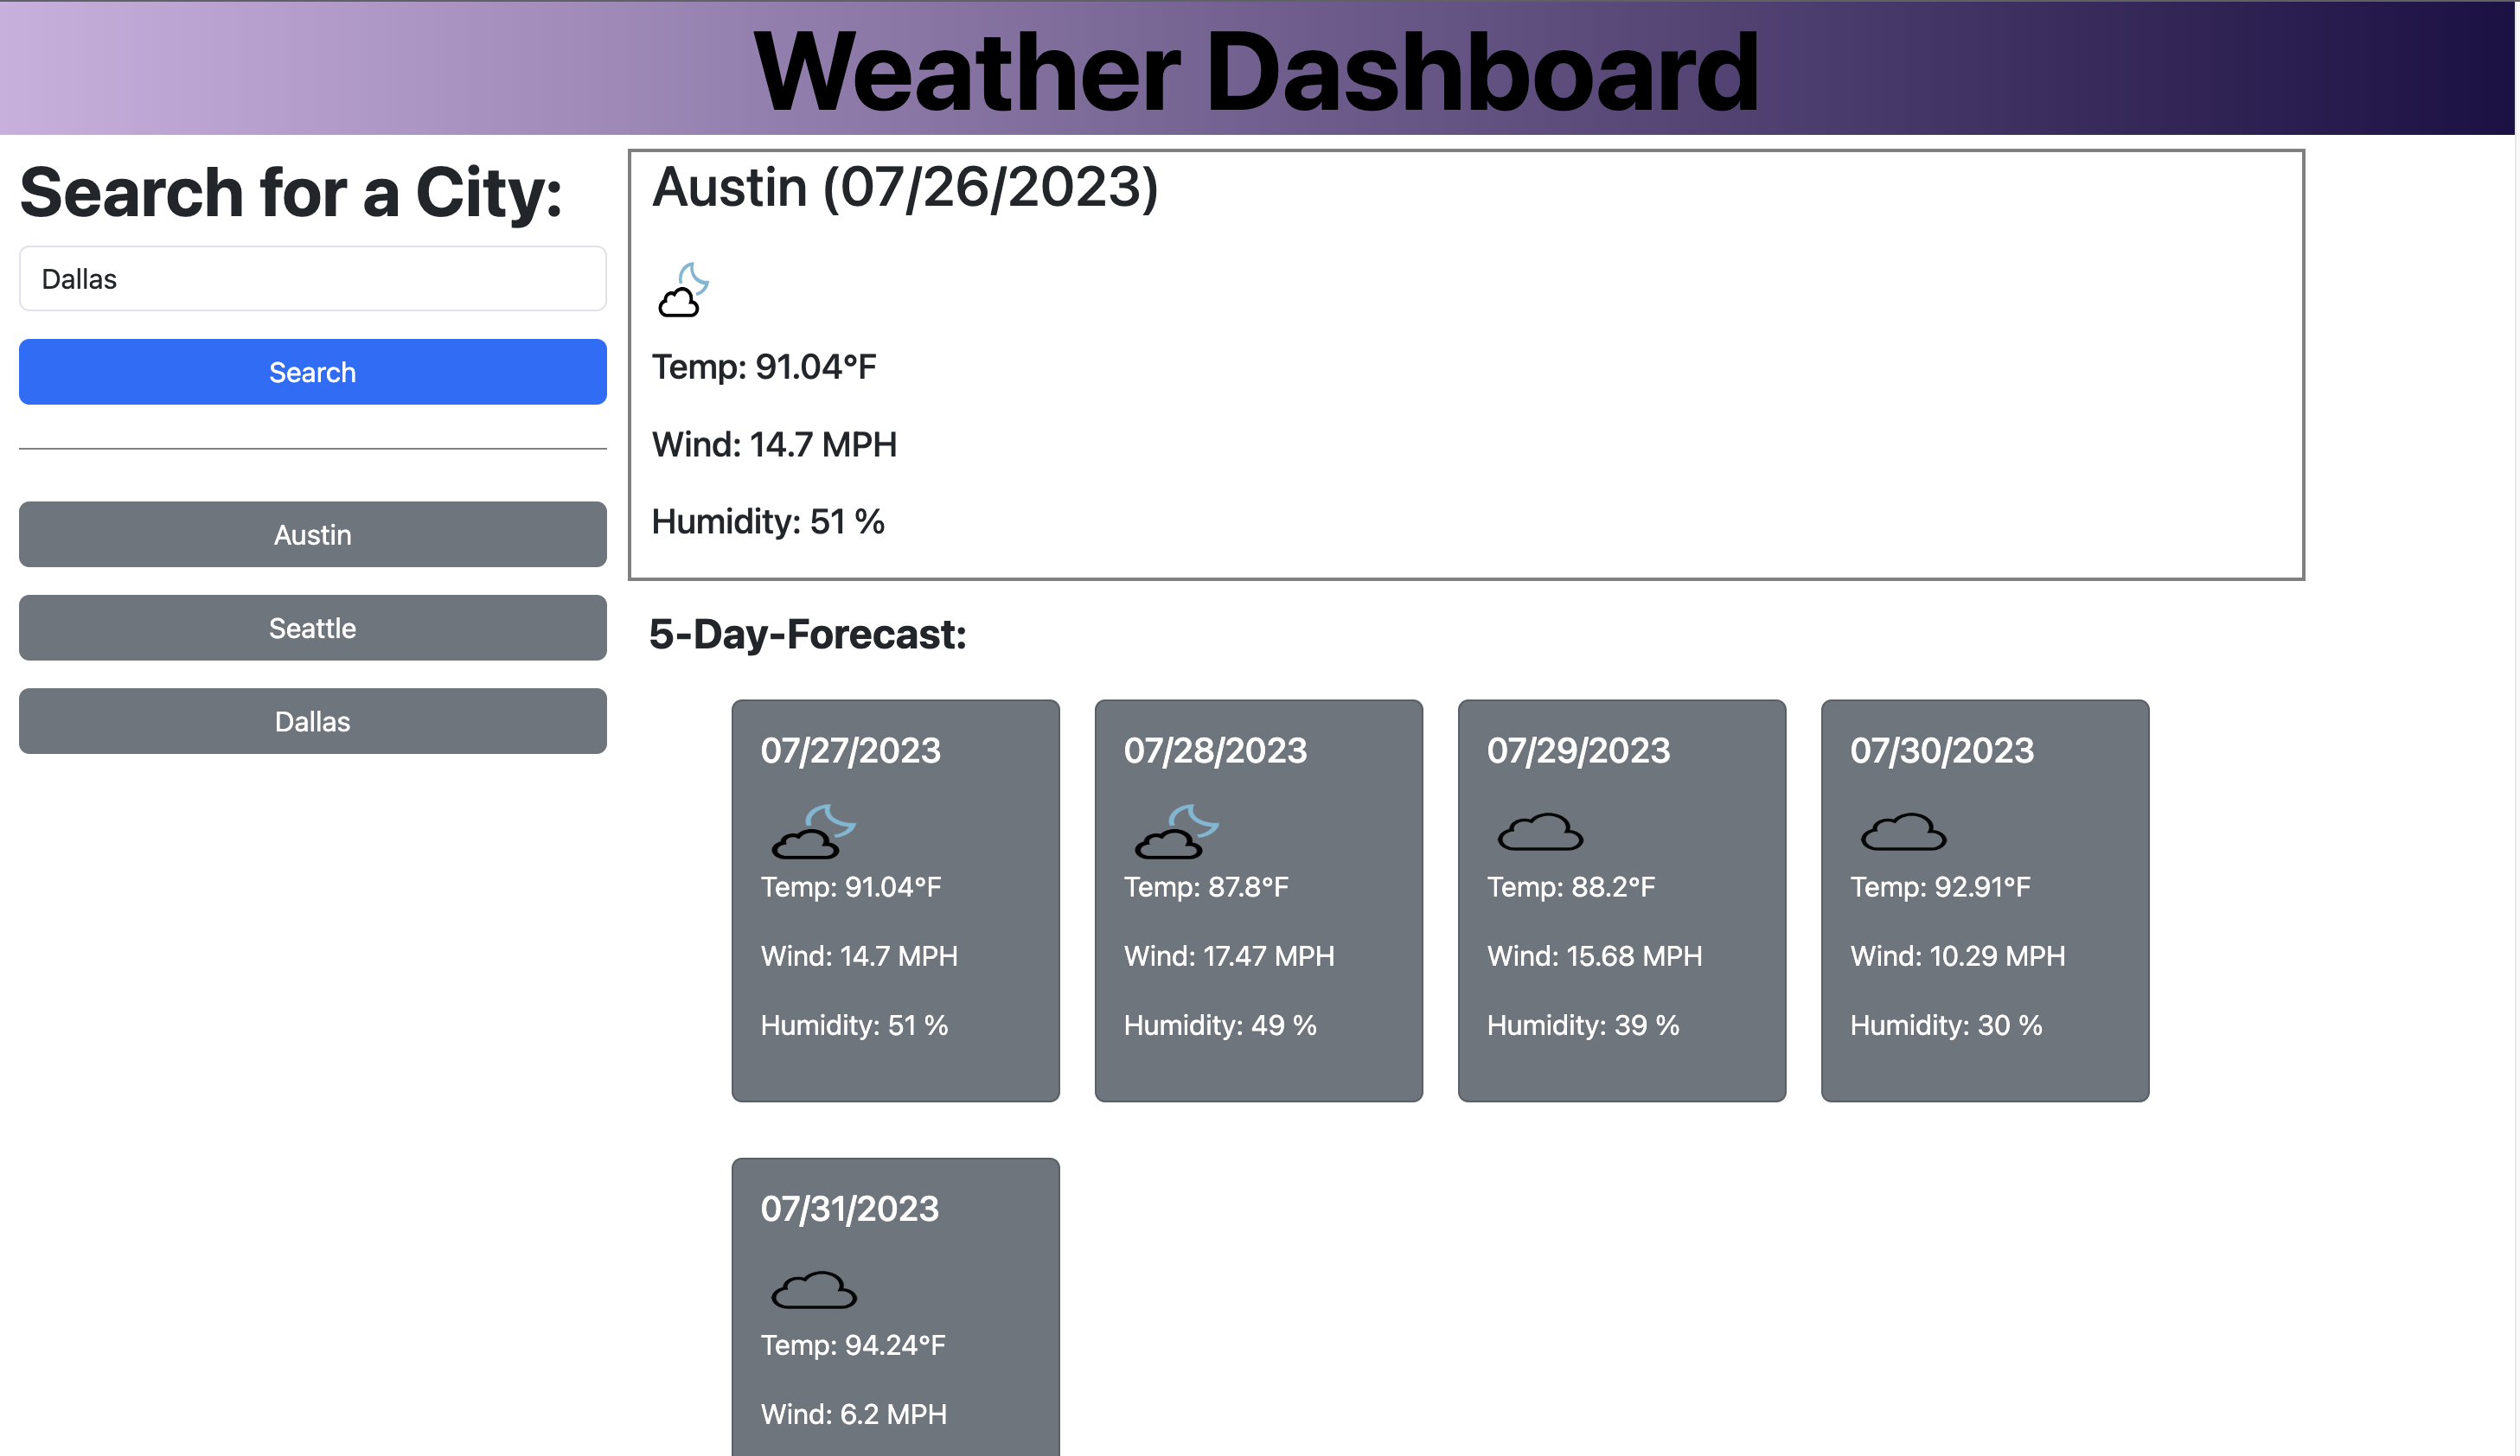 Weather Dashboard
Search for a City:
Dallas
Search
Austin
Seattle
Dallas
Austin (07/26/2023)
Temp: 91.04°F
Wind: 14.7 MPH
Humidity: 51 %
5-Day-Forecast:
07/27/2023
Temp: 91.04°F
Wind: 14.7 MPH
Humidity: 51 %
07/28/2023
Temp: 87.8°F
Wind: 17.47 MPH
Humidity: 49 %
07/29/2023
Temp: 88.2°F
Wind: 15.68 MPH
Humidity: 39 %
07/30/2023
Temp: 92.91°F
Wind: 10.29 MPH
Humidity: 30 %
07/31/2023
Temp: 94.24°F
Wind: 6.2 MPH